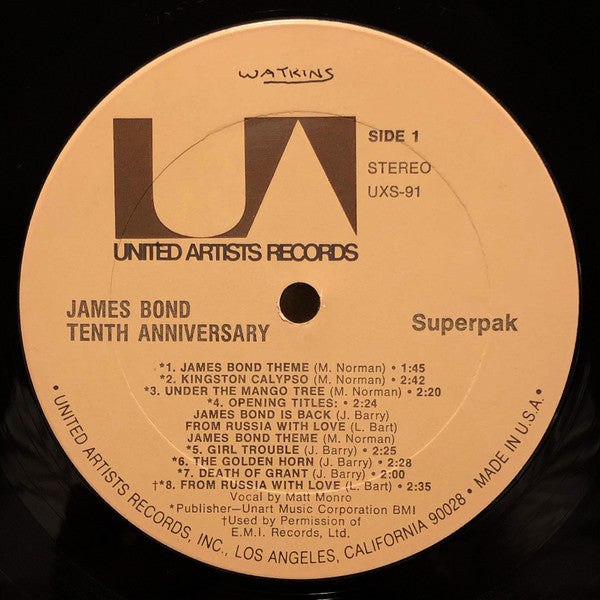 WATKINS
UA
SIDE 1
STEREO
UXS-91
UNITED ARTISTS RECORDS
JAMES BOND
TENTH ANNIVERSARY
Superpak
*1. JAMES BOND THEME (M. Norman) • 1:45
*2. KINGSTON CALYPSO (M. Norman) • 2:42
*3. UNDER THE MANGO TREE (M. Norman) • 2:20
*4. OPENING TITLES: • 2:24
JAMES BOND IS BACK (J. Barry)
FROM RUSSIA WITH LOVE (L. Bart)
JAMES BOND THEME (M. Norman)
*5. GIRL TROUBLE (J. Barry) • 2:25
*6. THE GOLDEN HORN (J. Barry) • 2:28
*7. DEATH OF GRANT (J. Barry) • 2:00
†*8. FROM RUSSIA WITH LOVE (L. Bart) • 2:35
Vocal by Matt Monro
*Publisher—Unart Music Corporation BMI
†Used by Permission of
E.M.I. Records, Ltd.
• UNITED ARTISTS RECORDS, INC., LOS ANGELES, CALIFORNIA 90028 • MADE IN U.S.A. •